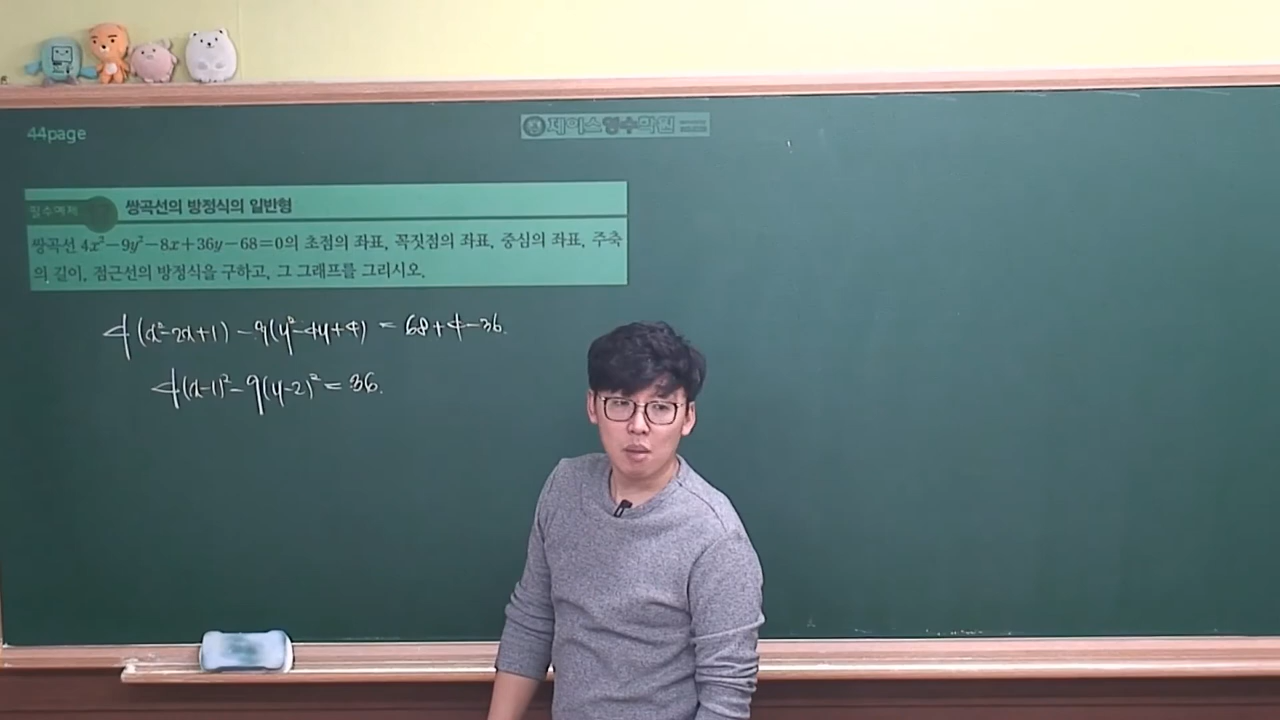 44page
제이스영수학원
필수예제
쌍곡선의 방정식의 일반형
쌍곡선 4x²−9y²−8x+36y−68=0의 초점의 좌표, 꼭짓점의 좌표, 중심의 좌표, 주축
의 길이, 점근선의 방정식을 구하고, 그 그래프를 그리시오.
4(x²-2x+1) -9(y²-4y+4) = 68+4-36.
4(x-1)²-9(y-2)² = 36.